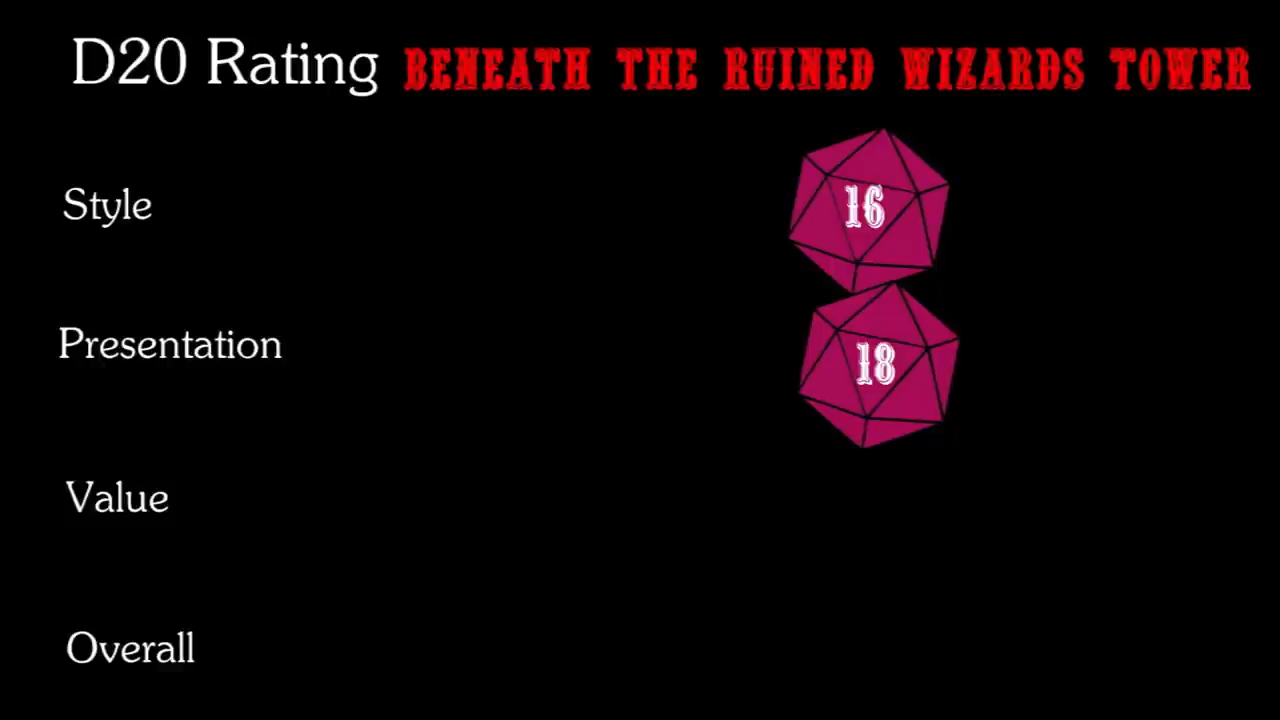 D20 Rating BENEATH THE RUINED WIZARDS TOWER
Style 16
Presentation 18
Value
Overall